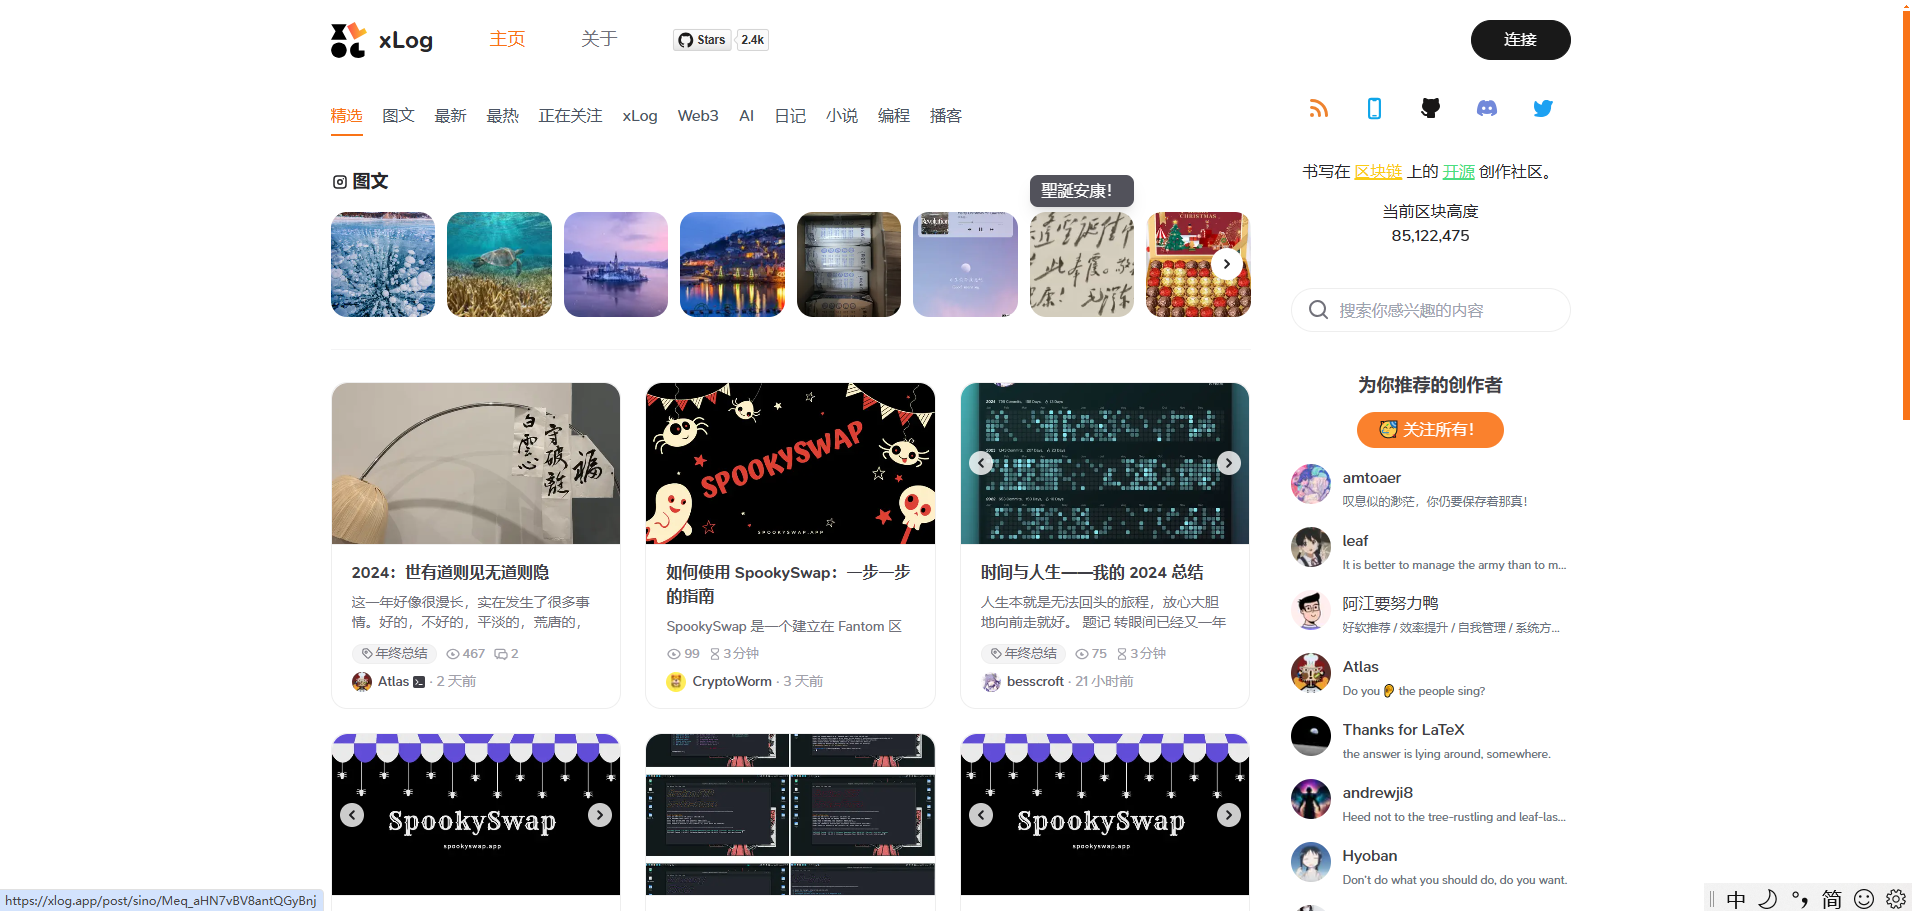 xLog 主页 关于 Stars 2.4k 连接
精选 图文 最新 最热 正在关注 xLog Web3 AI 日记 小说 编程 播客
图文
聖誕安康！
书写在 区块链 上的 开源 创作社区。
当前区块高度
85,122,475
搜索你感兴趣的内容
白雲心
守破離
福
SPOOKYSWAP
SPOOKYSWAP.APP
2024：世有道则见无道则隐
这一年好像很漫长，实在发生了很多事
情。好的，不好的，平淡的，荒唐的，
年终总结 467 2
Atlas · 2 天前
如何使用 SpookySwap：一步一步
的指南
SpookySwap 是一个建立在 Fantom 区
99 3分钟
CryptoWorm · 3 天前
时间与人生——我的 2024 总结
人生本就是无法回头的旅程，放心大胆
地向前走就好。 题记 转眼间已经又一年
年终总结 75 3分钟
besscroft · 21 小时前
SpookySwap
spookyswap.app
SpookySwap
spookyswap.app
为你推荐的创作者
关注所有！
amtoaer
叹息似的渺茫，你仍要保存着那真！
leaf
It is better to manage the army than to m...
阿江要努力鸭
好软推荐 / 效率提升 / 自我管理 / 系统方...
Atlas
Do you 👂 the people sing?
Thanks for LaTeX
the answer is lying around, somewhere.
andrewji8
Heed not to the tree-rustling and leaf-las...
Hyoban
Don't do what you should do, do you want.
https://xlog.app/post/sino/Meq_aHN7vBV8antQGyBnj
中 简